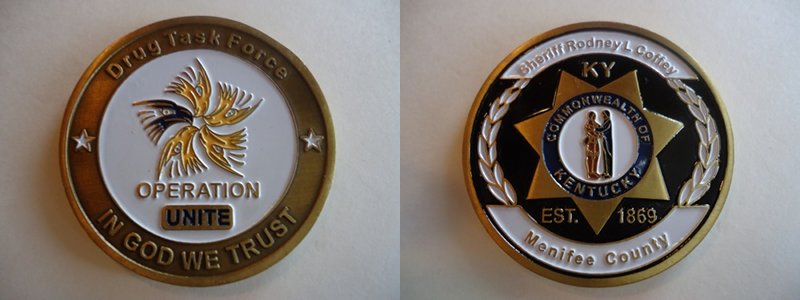 Drug Task Force
OPERATION
UNITE
IN GOD WE TRUST
Sheriff Rodney L. Coffey
KY
COMMONWEALTH OF
KENTUCKY
EST. 1869
Menifee County